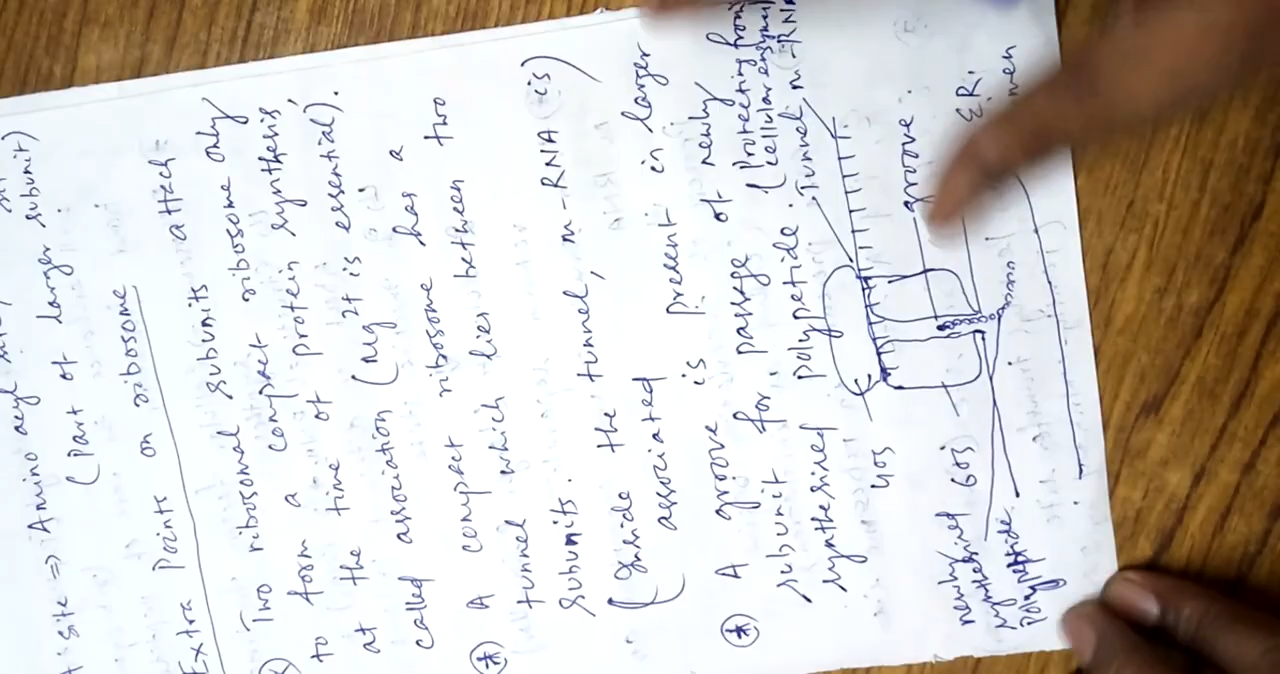 A-site => Amino acyl
(part of larger subunit)
Extra Points on ribosome
Two ribosomal subunits attach
to form a compact ribosome only
at the time of protein synthesis,
called association (Mg2+ is essential).
* A compact ribosome has a
tunnel which lies between two
subunits.
(Inside the tunnel, m-RNA is
associated)
* A groove is present in larger
subunit for passage of newly
synthesized polypetide. (Protecting from
cellular enzymes)
Tunnel m-RNA
groove
40s
60s
E.R.
newly
synthesized
polypeptide